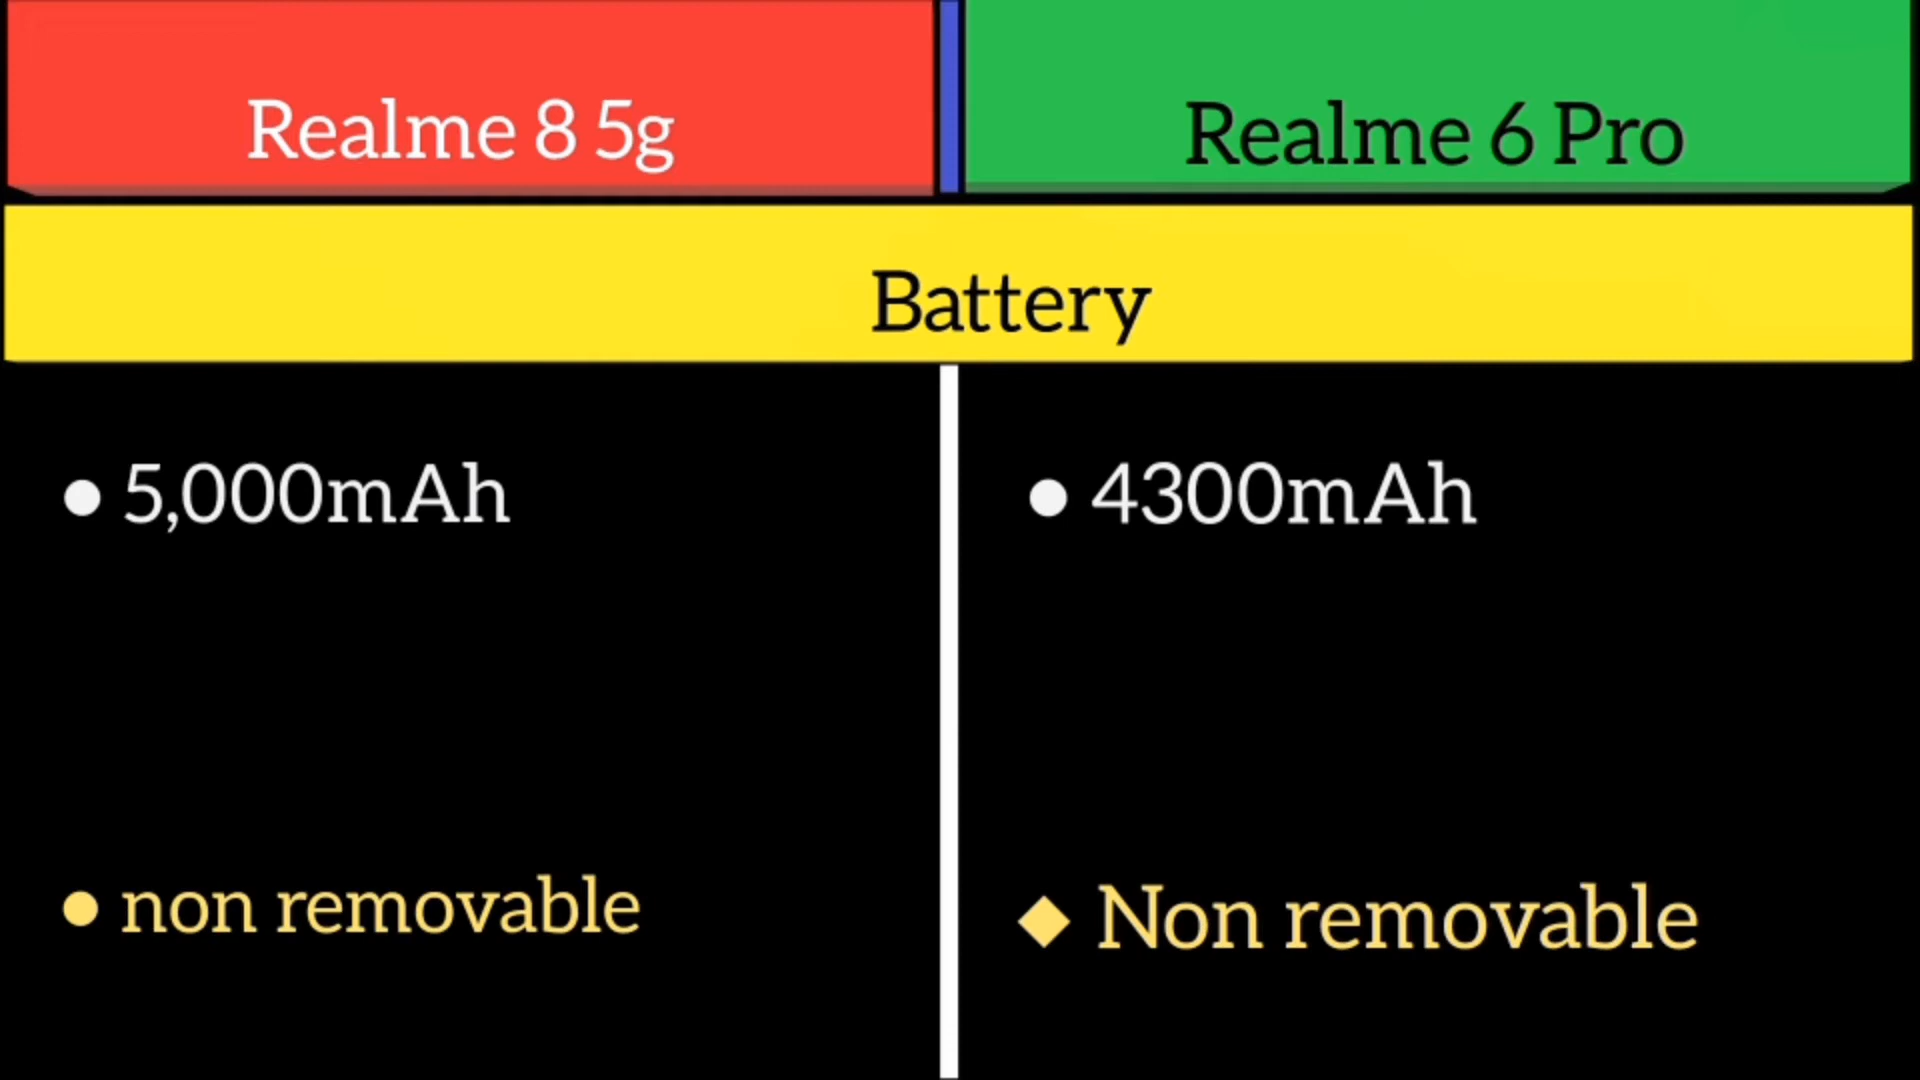 Realme 8 5g
Realme 6 Pro
Battery
● 5,000mAh
● 4300mAh
● non removable
◆ Non removable